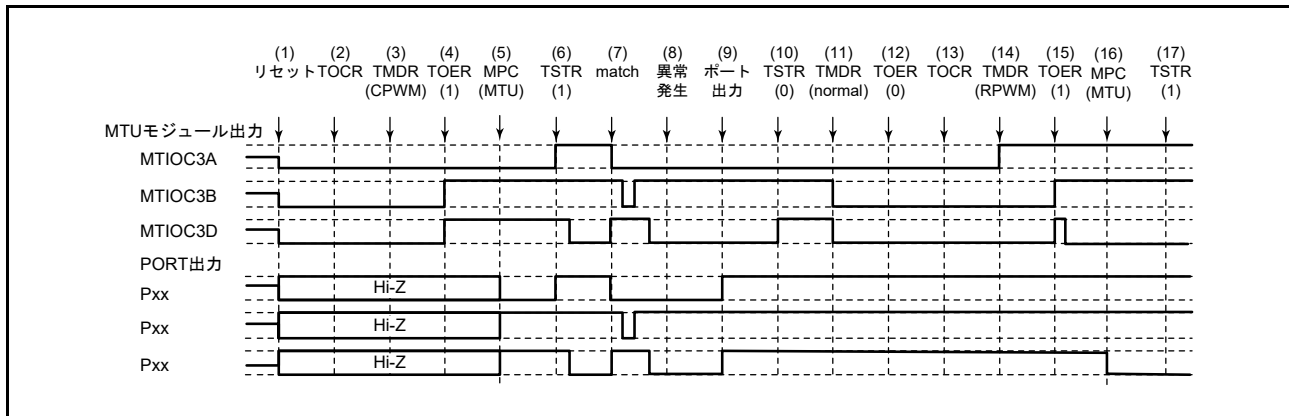 (1) (2) (3) (4) (5) (6) (7) (8) (9) (10) (11) (12) (13) (14) (15) (16) (17)
リセット TOCR TMDR TOER MPC TSTR match 異常 ポート TSTR TMDR TOER TOCR TMDR TOER MPC TSTR
(CPWM) (1) (MTU) (1) 発生 出力 (0) (normal) (0) (RPWM) (1) (MTU) (1)
MTUモジュール出力
MTIOC3A
MTIOC3B
MTIOC3D
PORT出力
Pxx Hi-Z
Pxx Hi-Z
Pxx Hi-Z